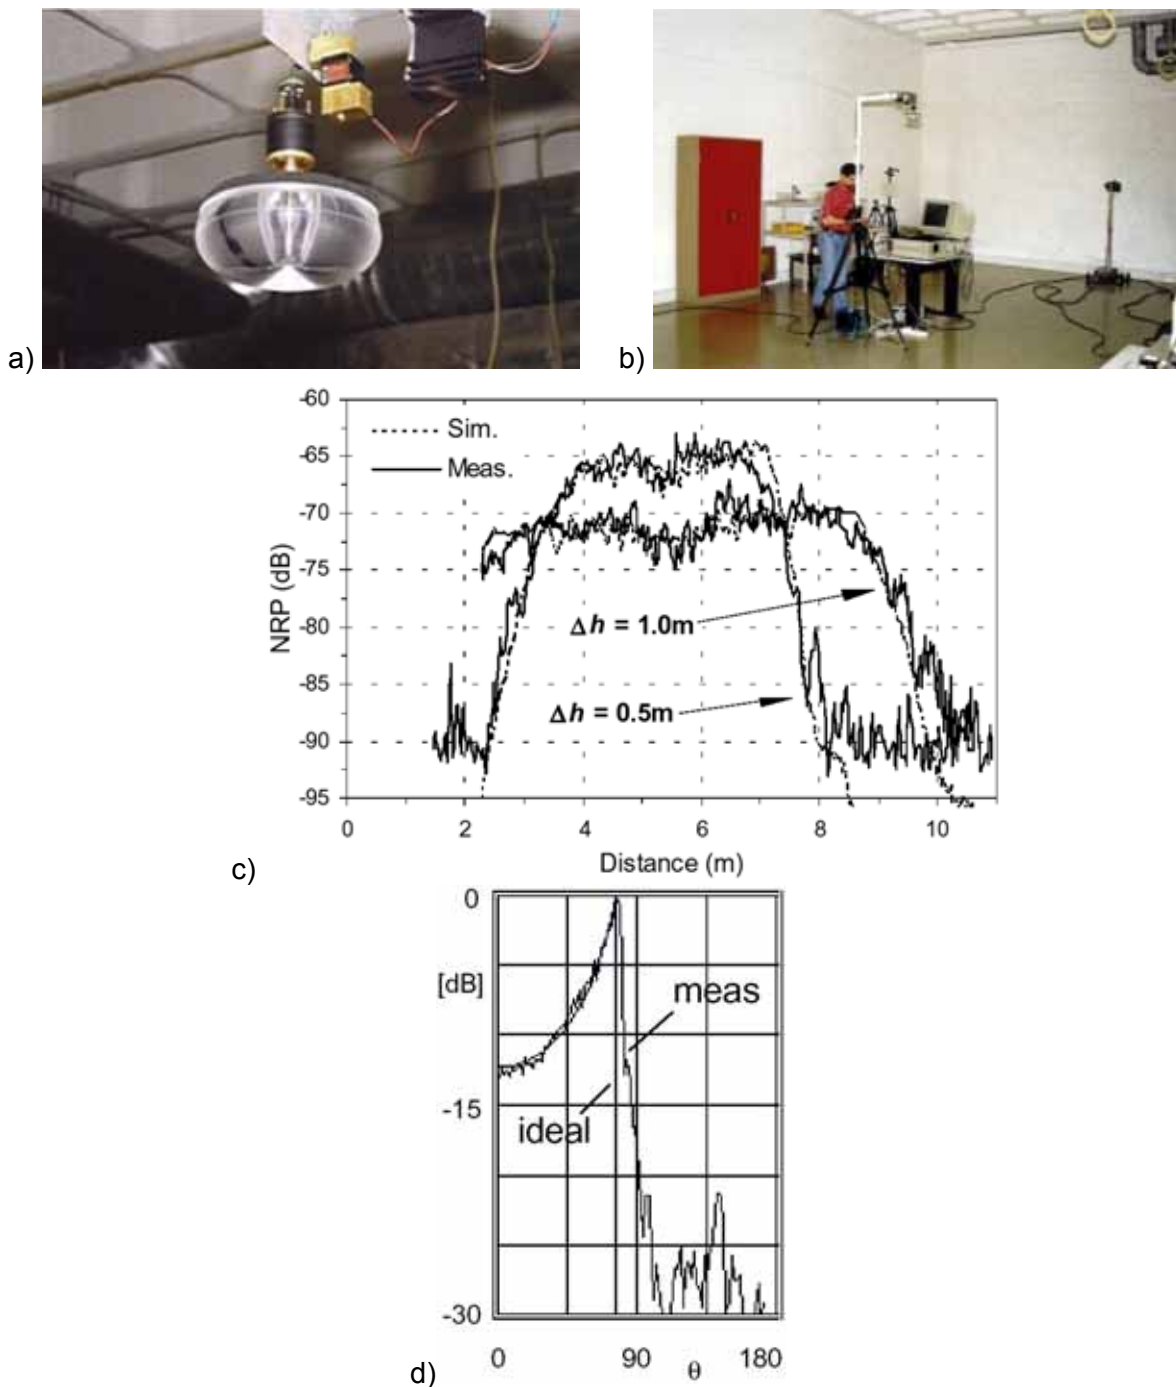 a)
b)
-60
-65
-70
-75
-80
-85
-90
-95
NRP (dB)
Sim.
Meas.
Δh = 1.0m
Δh = 0.5m
0 2 4 6 8 10
Distance (m)
c)
0
[dB]
-15
-30
meas
ideal
0 90 θ 180
d)